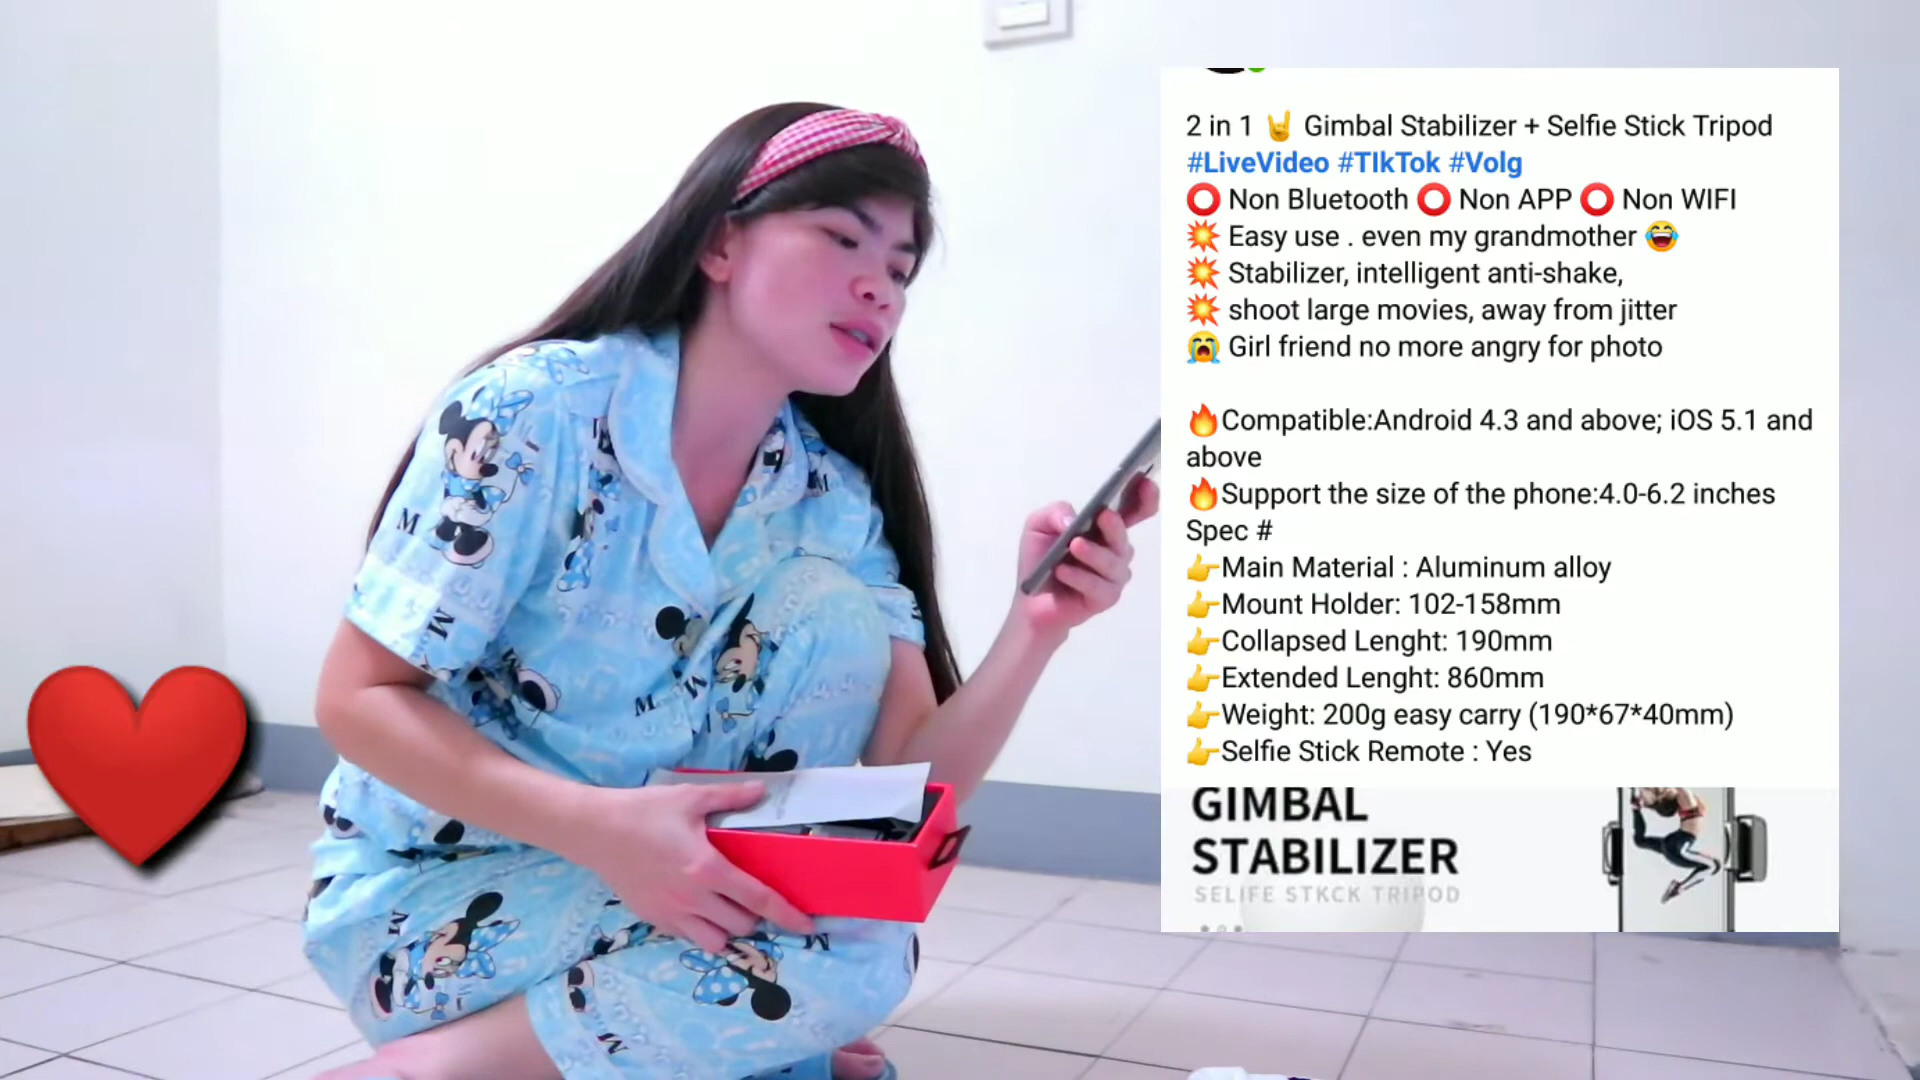 2 in 1 🤘 Gimbal Stabilizer + Selfie Stick Tripod
#LiveVideo #TIkTok #Volg
⭕ Non Bluetooth ⭕ Non APP ⭕ Non WIFI
💥 Easy use . even my grandmother 😂
💥 Stabilizer, intelligent anti-shake,
💥 shoot large movies, away from jitter
😭 Girl friend no more angry for photo
🔥Compatible:Android 4.3 and above; iOS 5.1 and
above
🔥Support the size of the phone:4.0-6.2 inches
Spec #
👉Main Material : Aluminum alloy
👉Mount Holder: 102-158mm
👉Collapsed Lenght: 190mm
👉Extended Lenght: 860mm
👉Weight: 200g easy carry (190*67*40mm)
👉Selfie Stick Remote : Yes
GIMBAL
STABILIZER
SELIFE STKCK TRIPOD
M
M
M
M
M
M
M